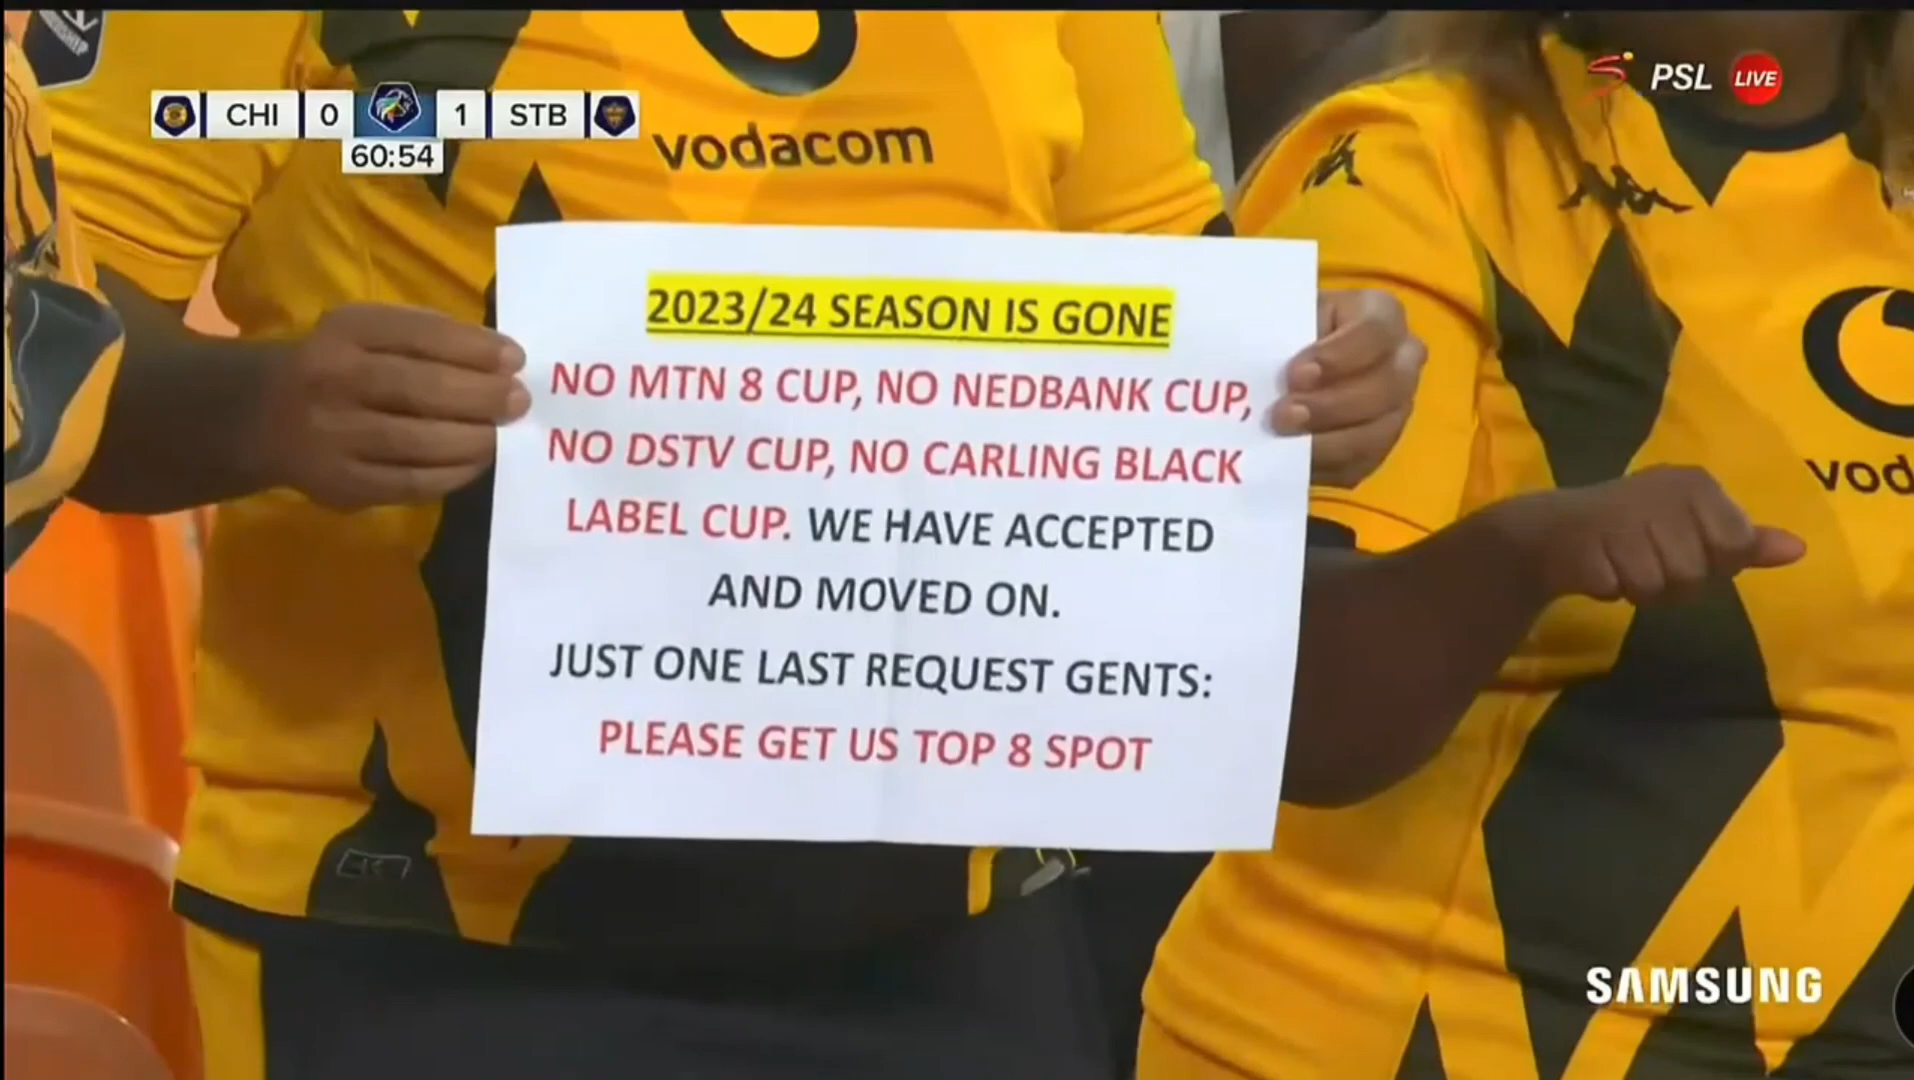 CHI 0 1 STB
60:54
PSL LIVE
vodacom
2023/24 SEASON IS GONE
NO MTN 8 CUP, NO NEDBANK CUP,
NO DSTV CUP, NO CARLING BLACK
LABEL CUP. WE HAVE ACCEPTED
AND MOVED ON.
JUST ONE LAST REQUEST GENTS:
PLEASE GET US TOP 8 SPOT
vod
SAMSUNG